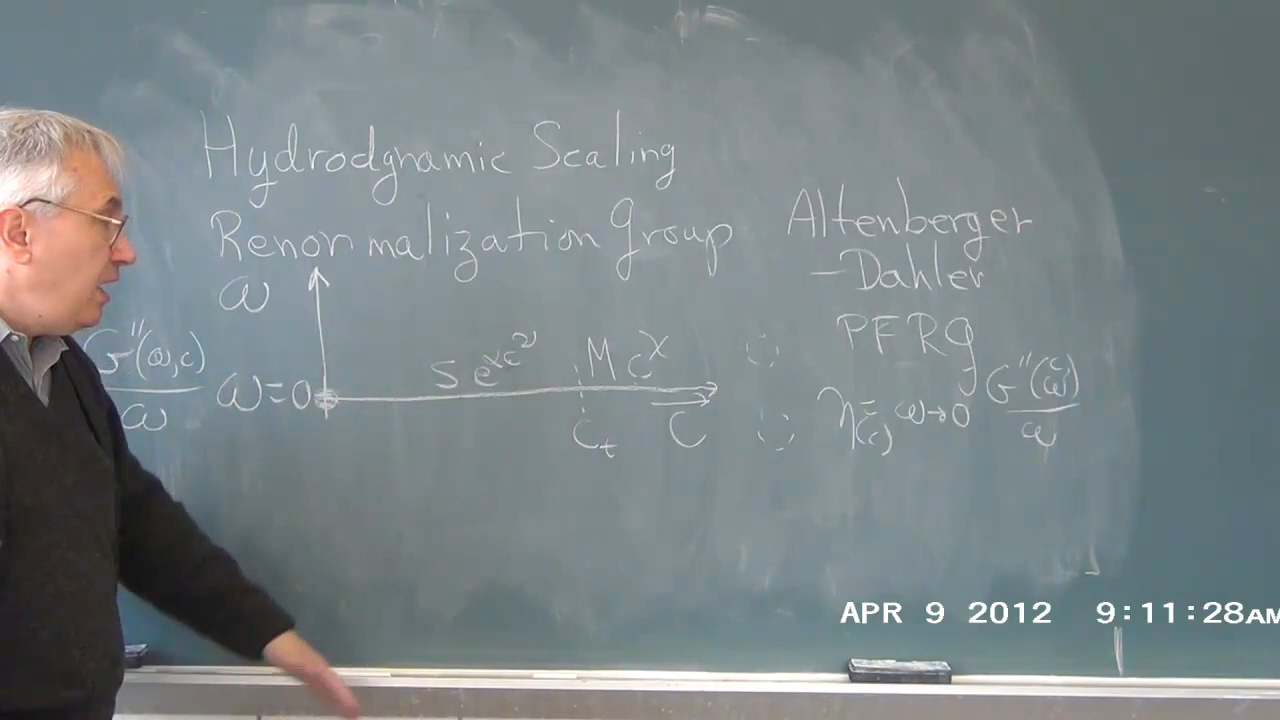 Hydrodynamic Scaling
Renormalization Group
Altenberger
-Dahler
PFRG
ω
G''(ω,c)
ω
ω=0
s e^αc^ν
M c^x
c_t
c
η(c) = ω→0 G''(c ω)
ω
APR 9 2012 9:11:28AM